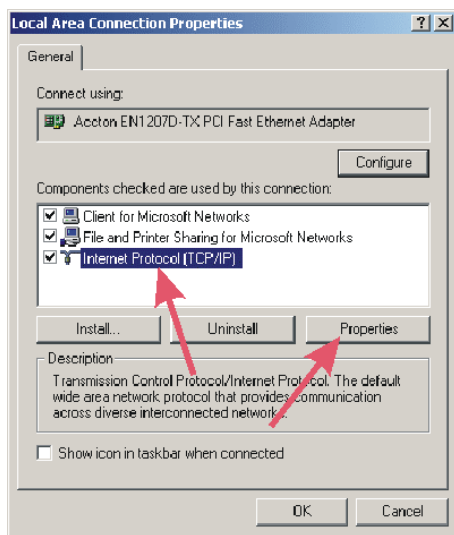 Local Area Connection Properties
General
Connect using:
Accton EN1207D-TX PCI Fast Ethernet Adapter
Configure
Components checked are used by this connection:
Client for Microsoft Networks
File and Printer Sharing for Microsoft Networks
Internet Protocol (TCP/IP)
Install...
Uninstall
Properties
Description
Transmission Control Protocol/Internet Protocol. The default
wide area network protocol that provides communication
across diverse interconnected networks.
Show icon in taskbar when connected
OK
Cancel